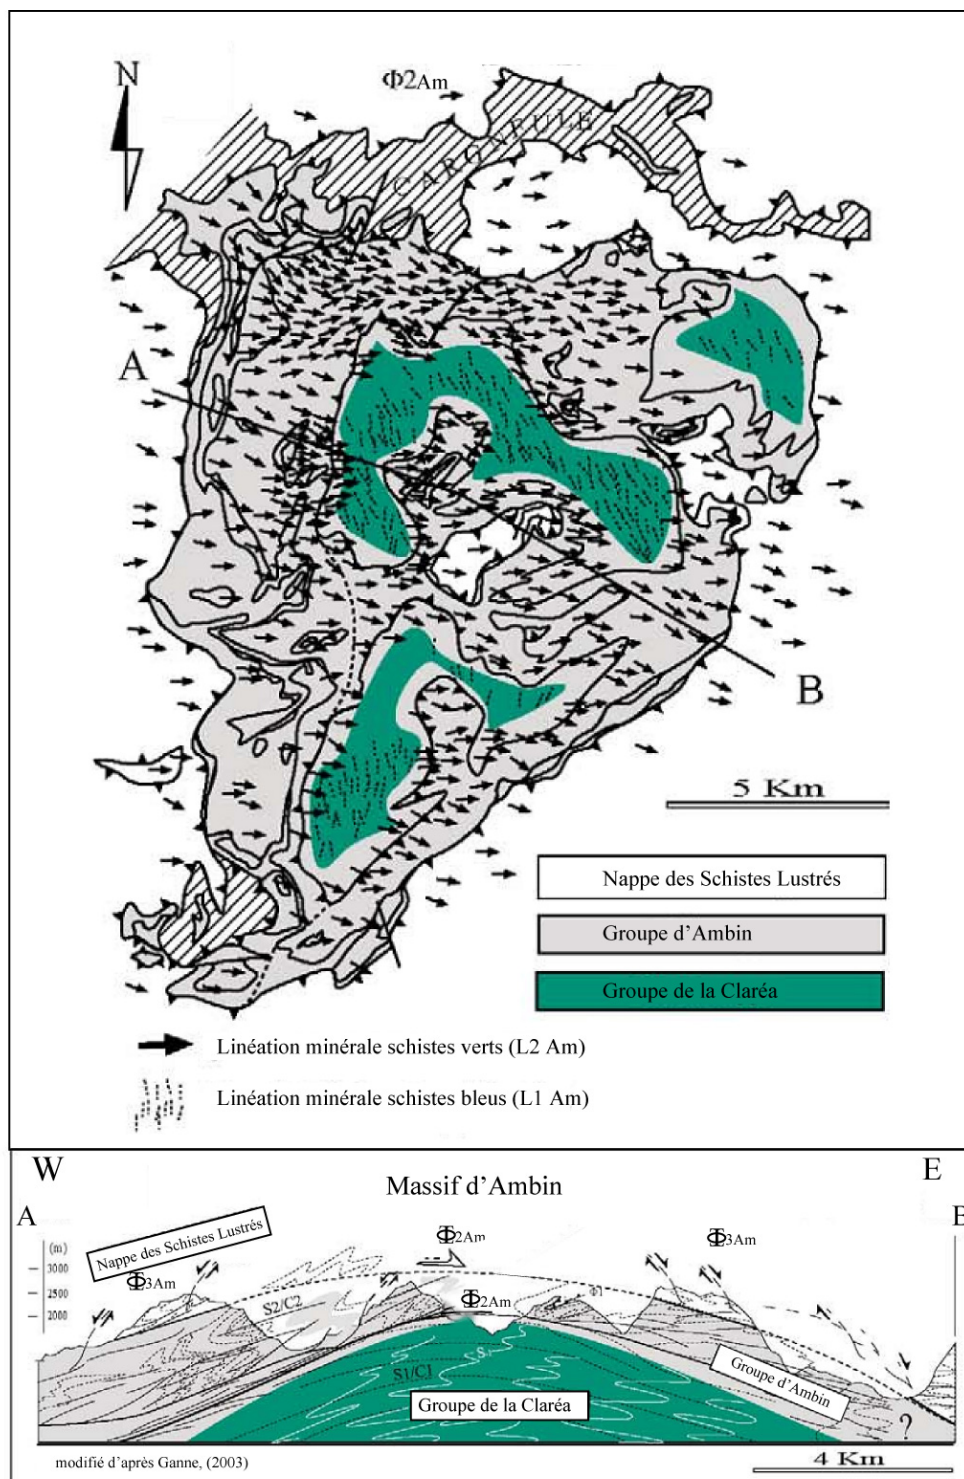 N
Φ2Am
A
B
5 Km
Nappe des Schistes Lustrés
Groupe d'Ambin
Groupe de la Claréa
Linéation minérale schistes verts (L2 Am)
Linéation minérale schistes bleus (L1 Am)
W
E
Massif d'Ambin
A
B
(m)
3000
2500
2000
Nappe des Schistes Lustrés
Φ3Am
Φ2Am
Φ3Am
Φ2Am
S2/C2
S1/C1
Groupe d'Ambin
Groupe de la Claréa
?
4 Km
modifié d'après Ganne, (2003)